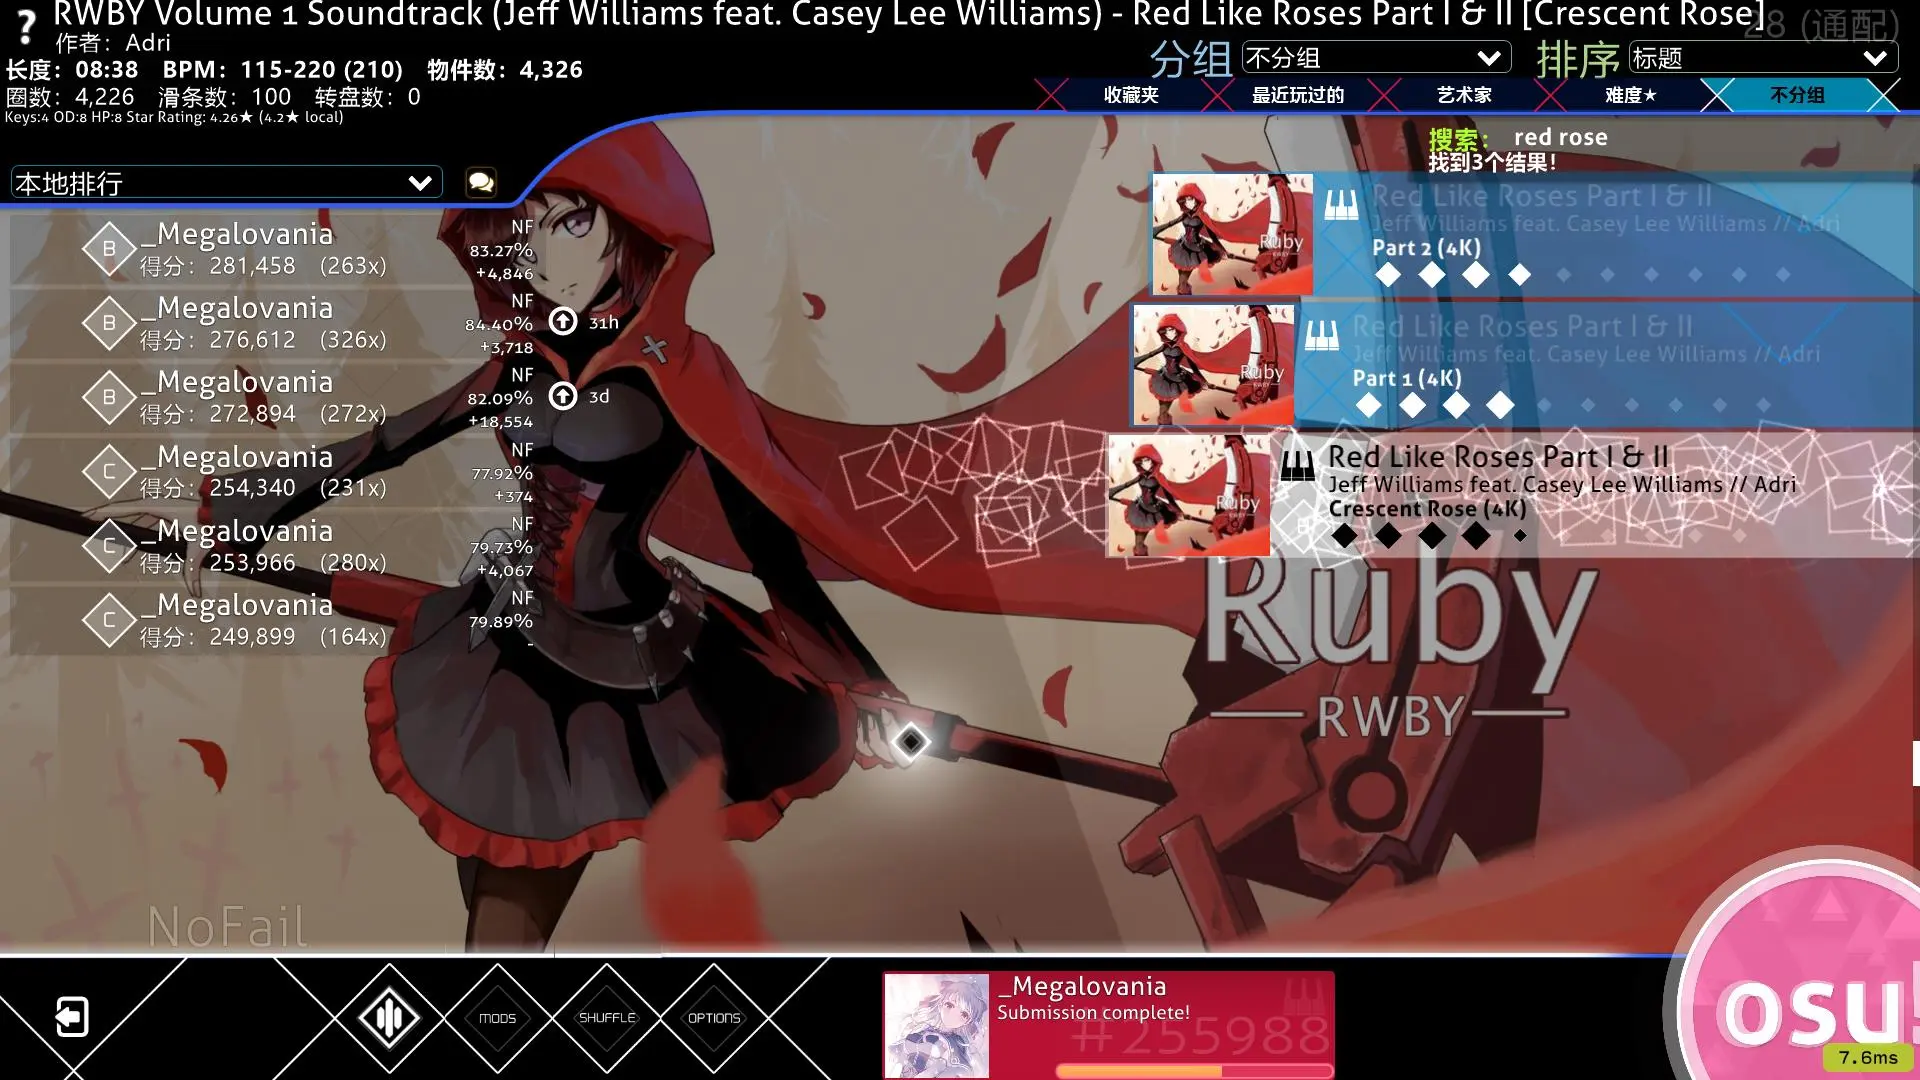 RWBY Volume 1 Soundtrack (Jeff Williams feat. Casey Lee Williams) - Red Like Roses Part I & II [Crescent Rose]
作者: Adri
长度: 08:38 BPM: 115-220 (210) 物件数: 4,326
圈数: 4,226 滑条数: 100 转盘数: 0
Keys:4 OD:8 HP:8 Star Rating: 4.26★ (4.2★ local)
28 (通配)
分组 不分组 排序 标题
收藏夹 最近玩过的 艺术家 难度★ 不分组
搜索: red rose
找到3个结果!
本地排行
B _Megalovania NF
得分: 281,458 (263x) 83.27%
+4,846
B _Megalovania NF
得分: 276,612 (326x) 84.40% 31h
+3,718
B _Megalovania NF
得分: 272,894 (272x) 82.09% 3d
+18,554
C _Megalovania NF
得分: 254,340 (231x) 77.92%
+374
C _Megalovania NF
得分: 253,966 (280x) 79.73%
+4,067
C _Megalovania NF
得分: 249,899 (164x) 79.89%
-
Ruby
RWBY
Red Like Roses Part I & II
Jeff Williams feat. Casey Lee Williams // Adri
Part 2 (4K)
Ruby
Red Like Roses Part I & II
Jeff Williams feat. Casey Lee Williams // Adri
Part 1 (4K)
Ruby
Red Like Roses Part I & II
Jeff Williams feat. Casey Lee Williams // Adri
Crescent Rose (4K)
Ruby
RWBY
NoFail
MODS
SHUFFLE
OPTIONS
_Megalovania
Submission complete!
#255988
osu!
7.6ms